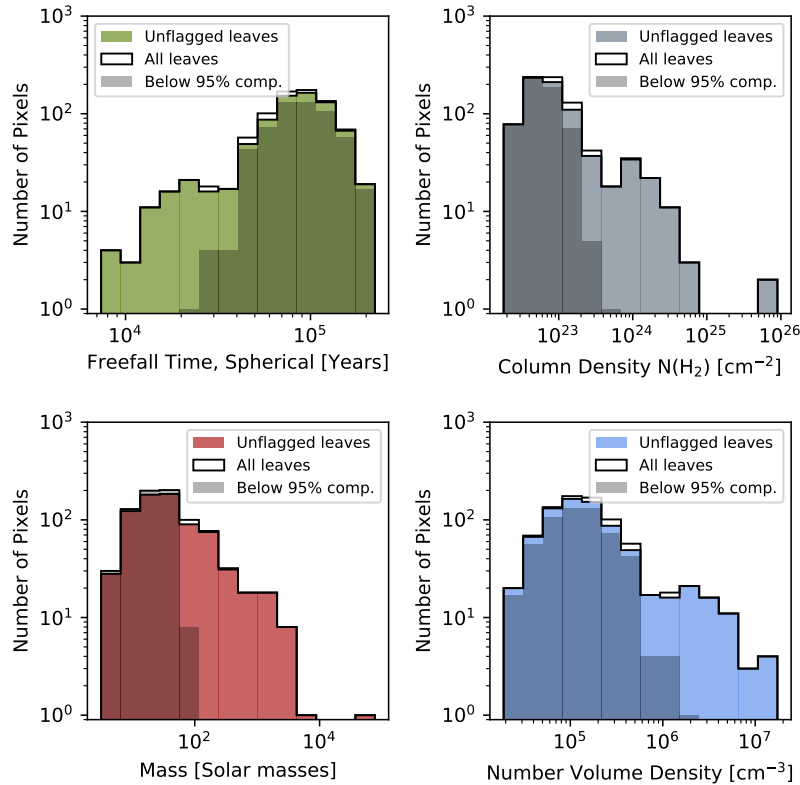 Number of Pixels
10³
10²
10¹
10⁰
Unflagged leaves
All leaves
Below 95% comp.
10⁴
10⁵
Freefall Time, Spherical [Years]
Number of Pixels
10³
10²
10¹
10⁰
Unflagged leaves
All leaves
Below 95% comp.
10²³
10²⁴
10²⁵
10²⁶
Column Density N(H₂) [cm⁻²]
Number of Pixels
10³
10²
10¹
10⁰
Unflagged leaves
All leaves
Below 95% comp.
10²
10⁴
Mass [Solar masses]
Number of Pixels
10³
10²
10¹
10⁰
Unflagged leaves
All leaves
Below 95% comp.
10⁵
10⁶
10⁷
Number Volume Density [cm⁻³]